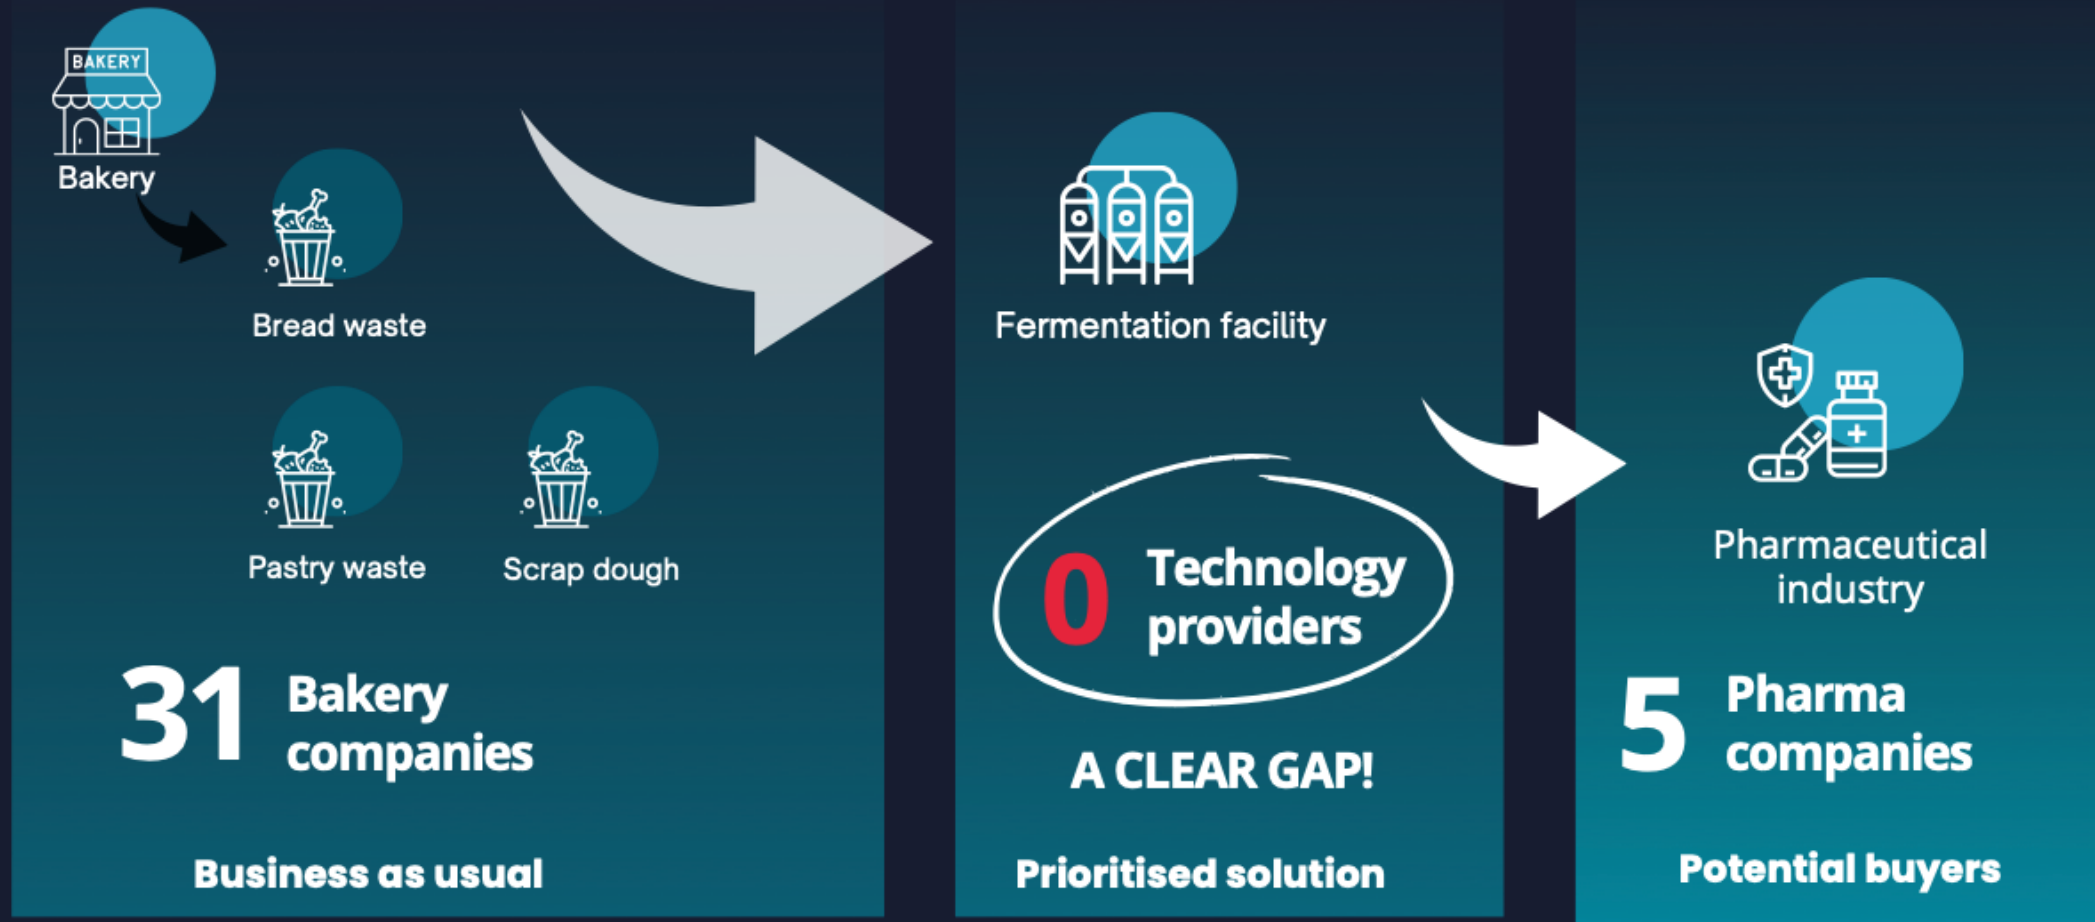 BAKERY
Bakery
Bread waste
Pastry waste
Scrap dough
31
Bakery
companies
Business as usual
Fermentation facility
0
Technology
providers
A CLEAR GAP!
Prioritised solution
Pharmaceutical
industry
5
Pharma
companies
Potential buyers